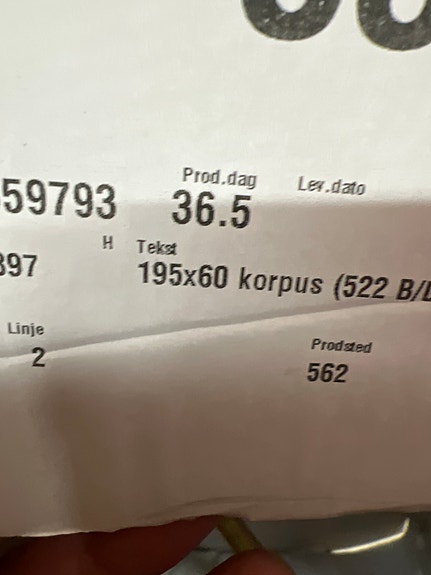 Prod.dag Lev.dato
59793 36.5
H Tekst
397 195x60 korpus (522 B/L
Linje Prodsted
2 562